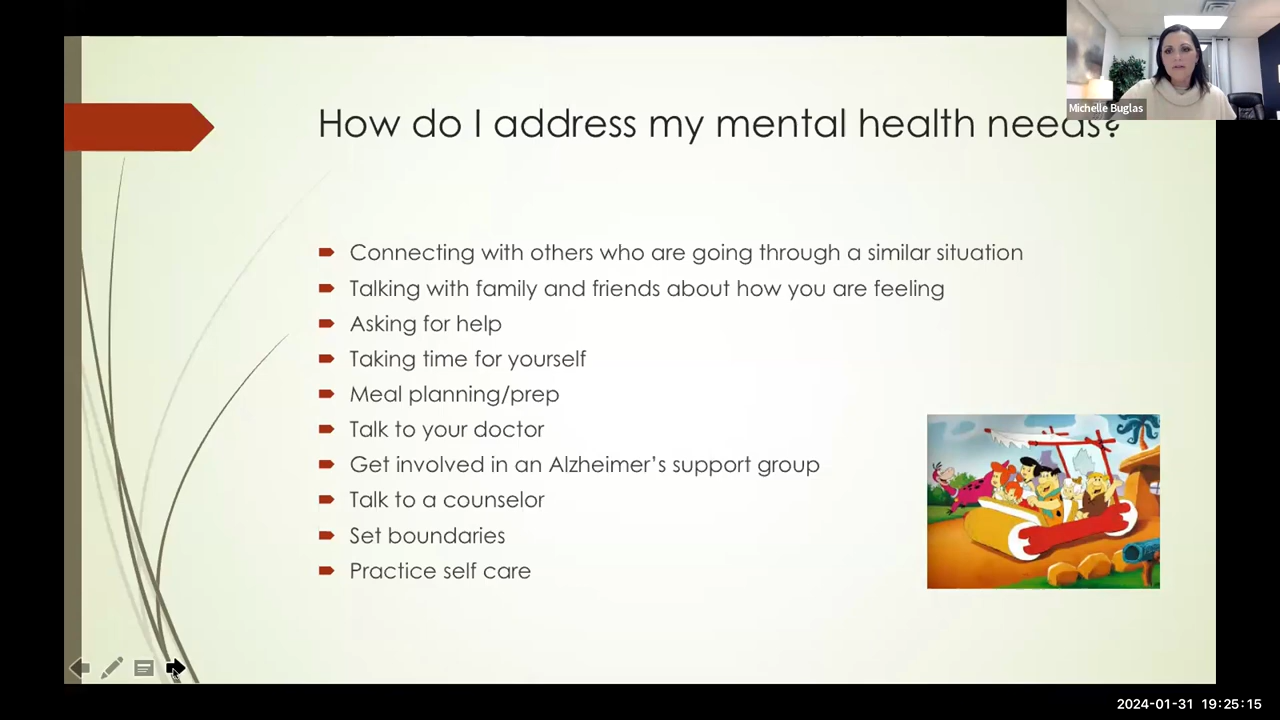 Michelle Buglas
How do I address my mental health needs?
Connecting with others who are going through a similar situation
Talking with family and friends about how you are feeling
Asking for help
Taking time for yourself
Meal planning/prep
Talk to your doctor
Get involved in an Alzheimer’s support group
Talk to a counselor
Set boundaries
Practice self care
2024-01-31 19:25:15